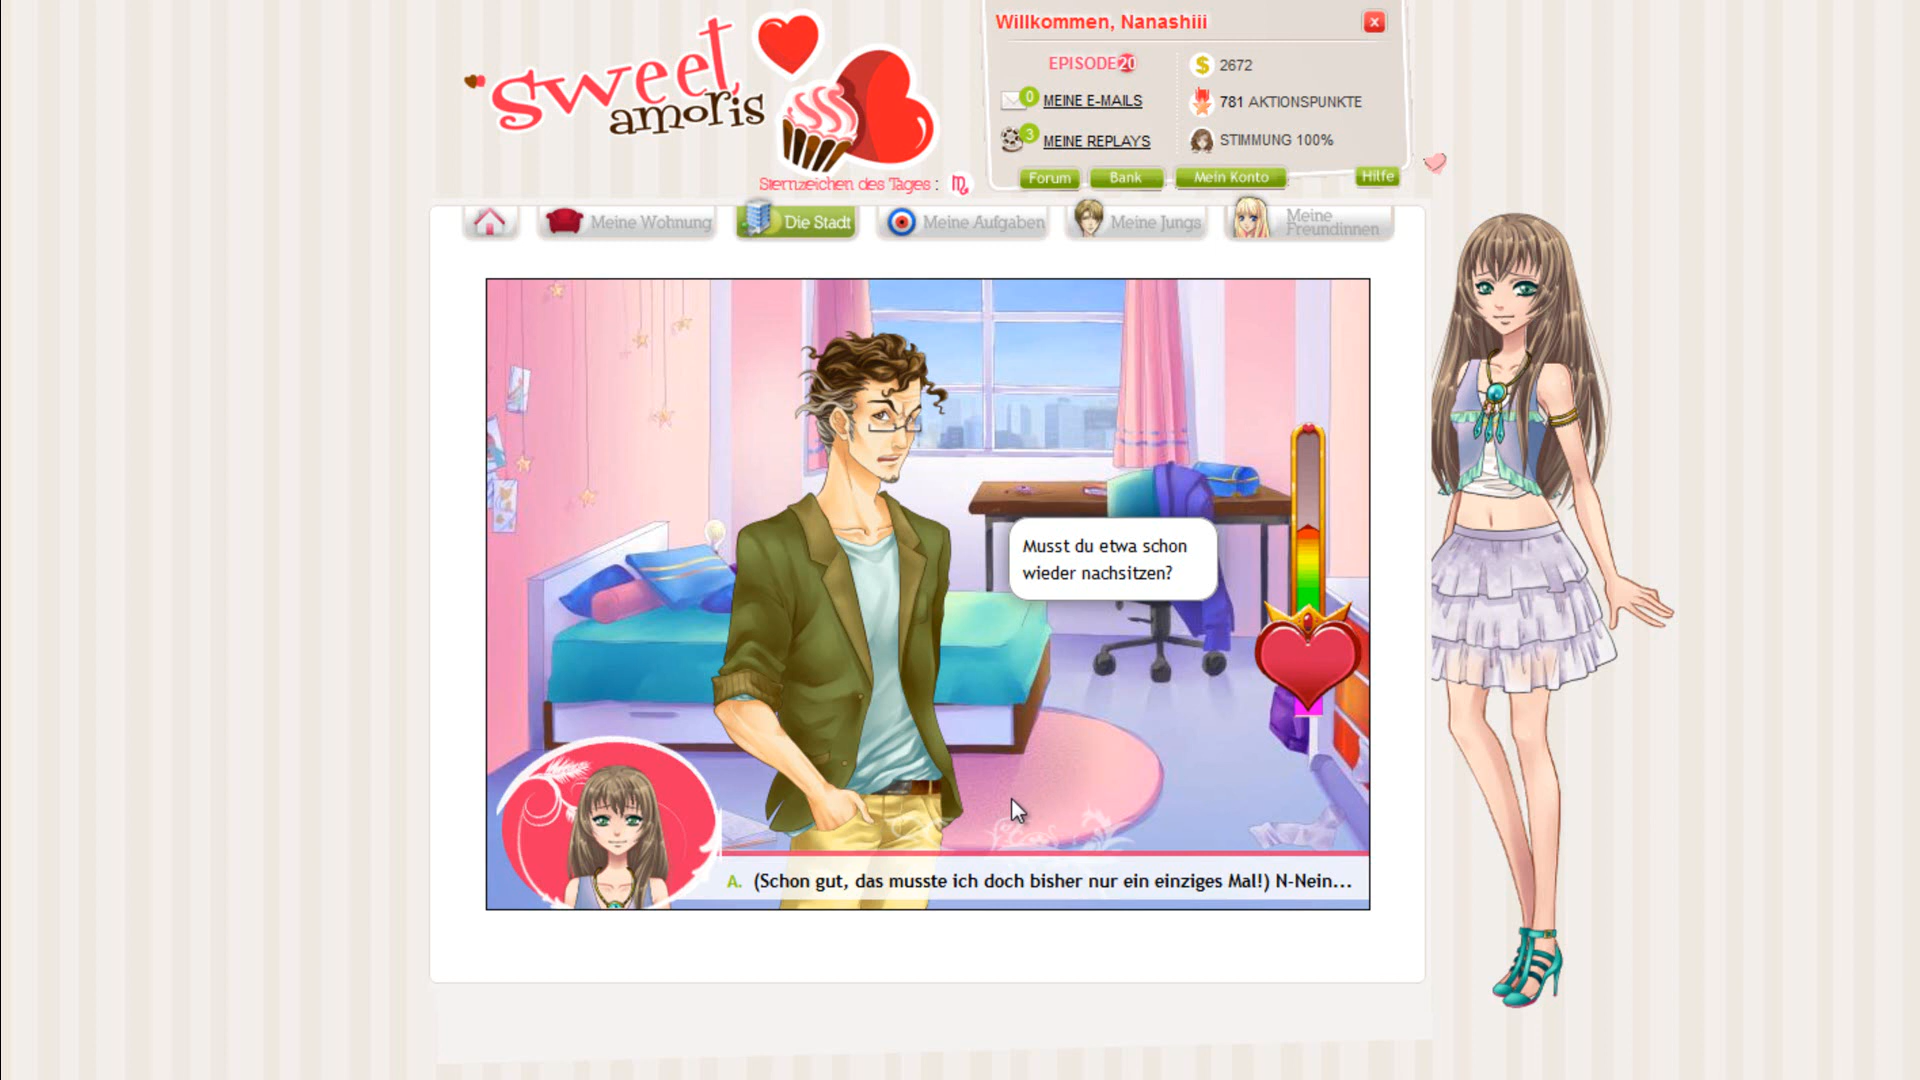 sweet
amoris
Sternzeichen des Tages :
Willkommen, Nanashiii
x
EPISODE 20
$ 2672
0 MEINE E-MAILS
781 AKTIONSPUNKTE
3 MEINE REPLAYS
STIMMUNG 100%
Forum
Bank
Mein Konto
Hilfe
Meine Wohnung
Die Stadt
Meine Aufgaben
Meine Jungs
Meine
Freundinnen
Musst du etwa schon
wieder nachsitzen?
A. (Schon gut, das musste ich doch bisher nur ein einziges Mal!) N-Nein...